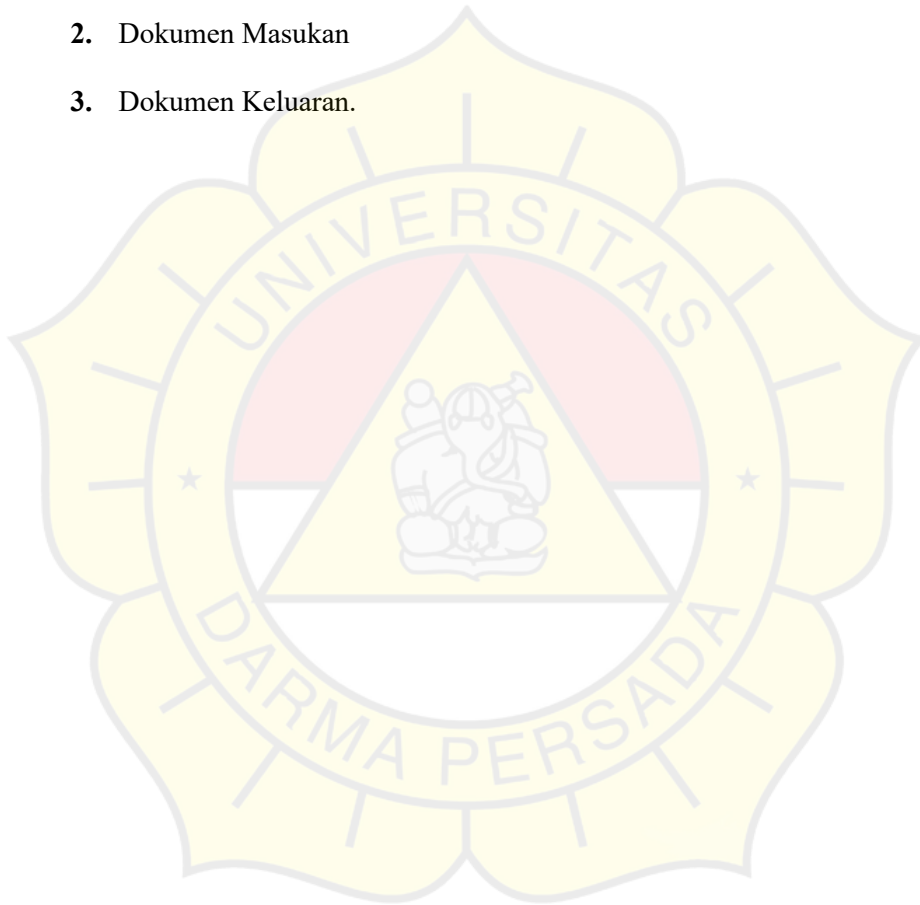 2. Dokumen Masukan
3. Dokumen Keluaran.
UNIVERSITAS
DARMA PERSADA